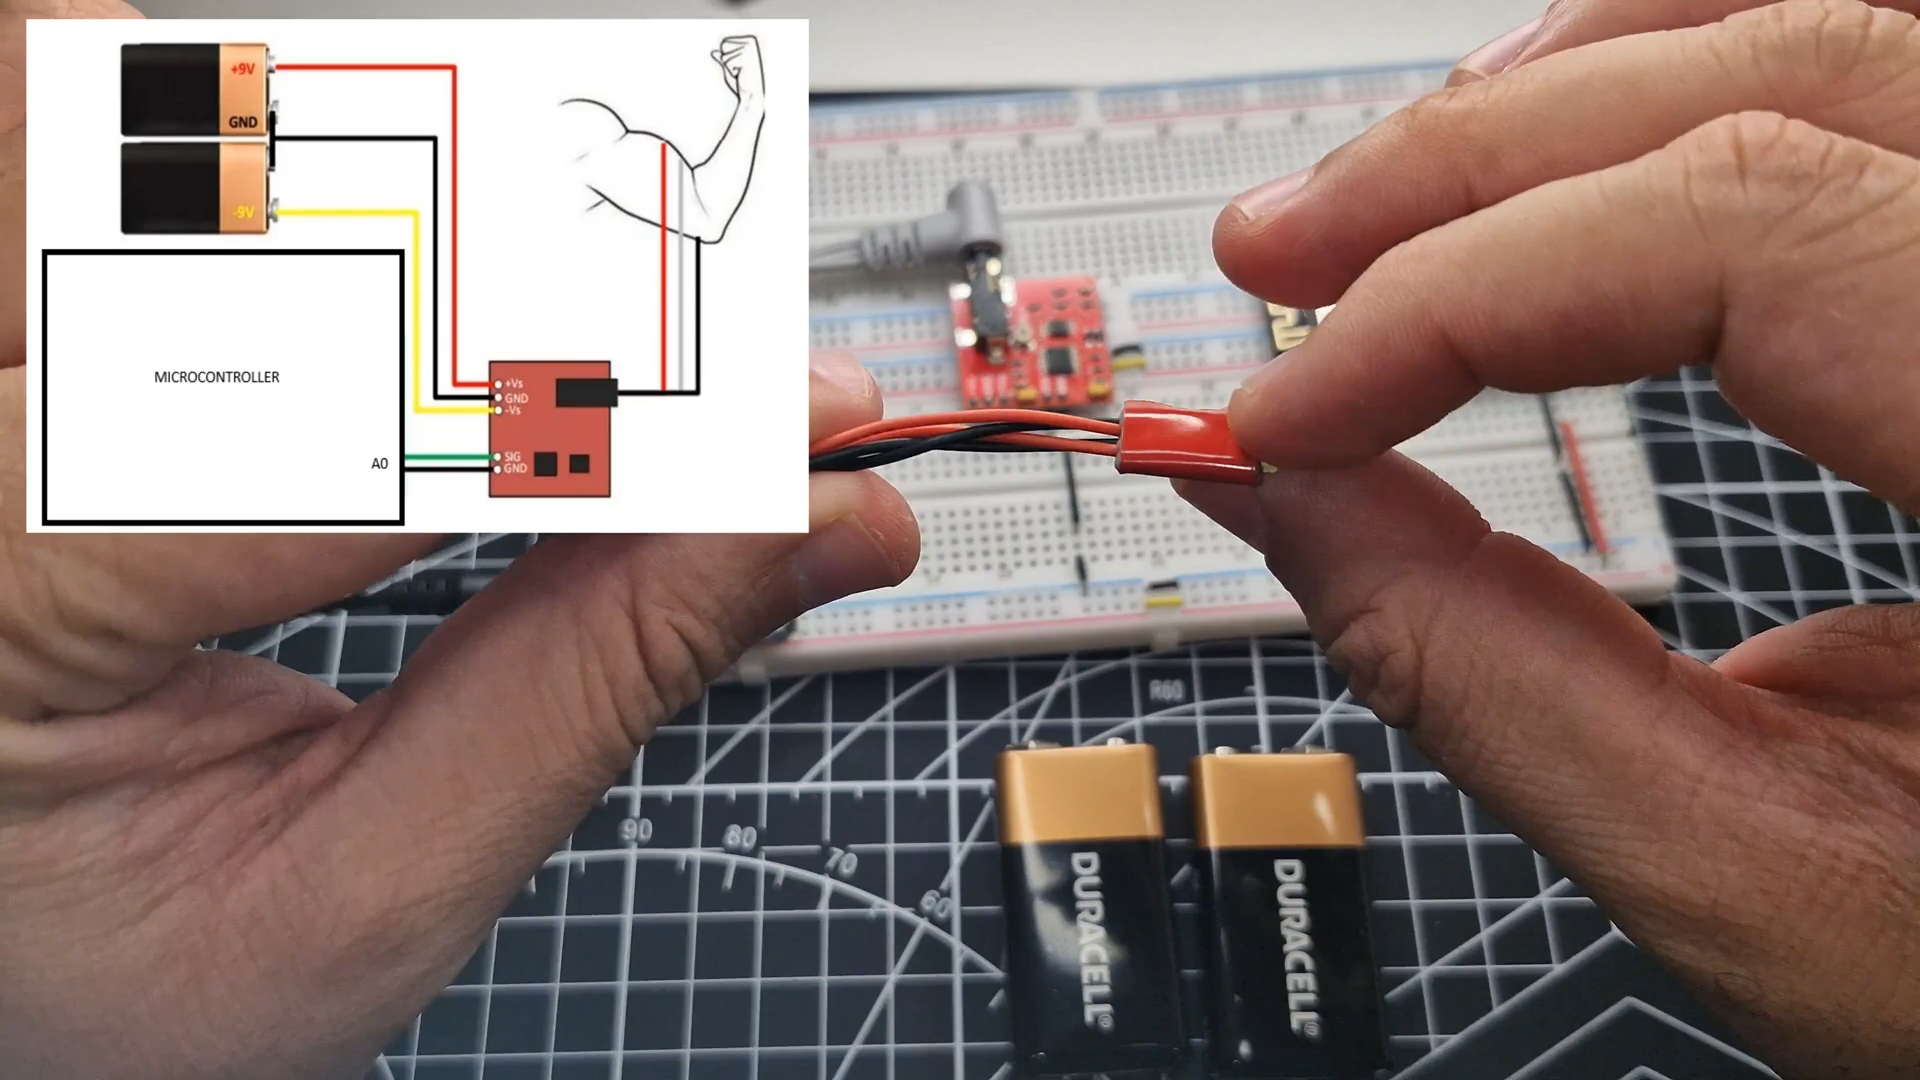 +9V
GND
-9V
MICROCONTROLLER
A0
+Vs
GND
-Vs
SIG
GND
R60
90
80
70
60
DURACELL®
DURACELL®